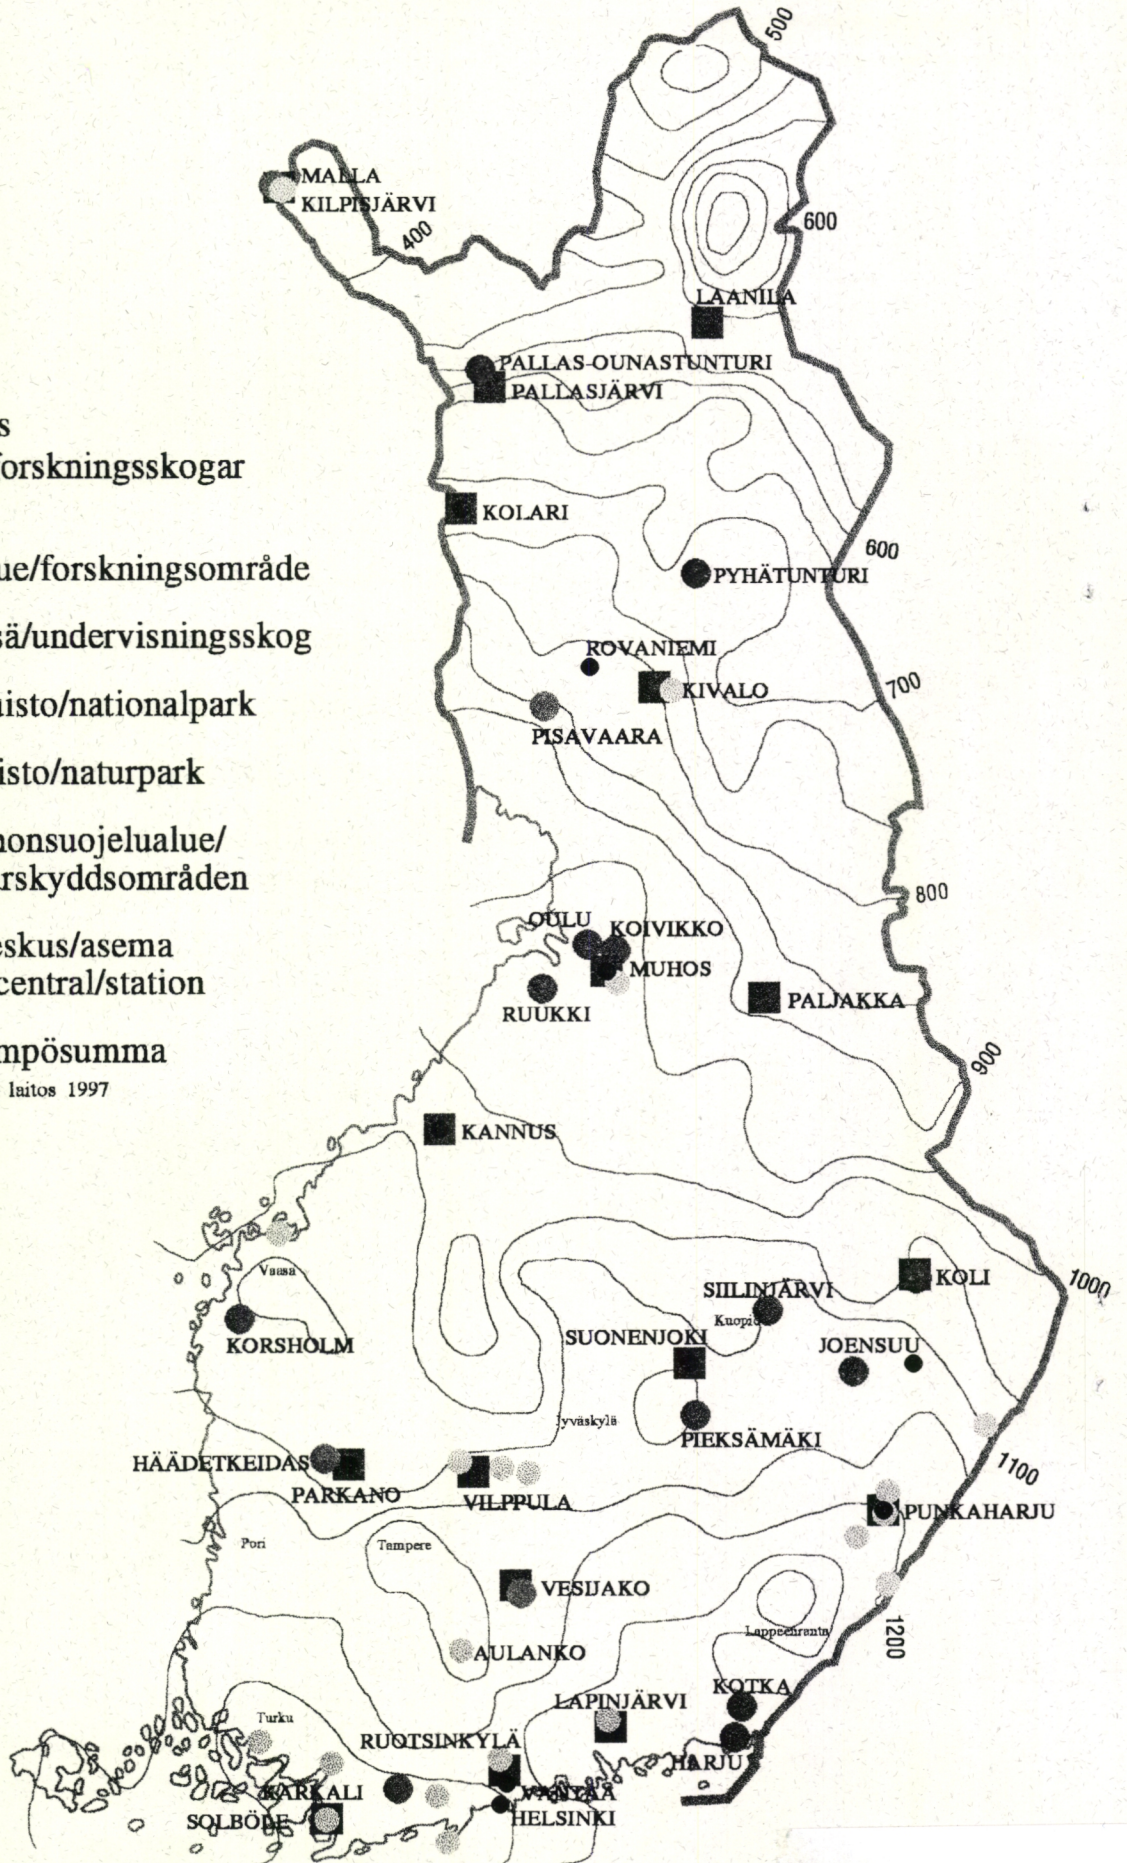 500
MALLA
KILPISJÄRVI
400
600
LAANILA
PALLAS-OUNASTUNTURI
PALLASJÄRVI
s
forskningsskogar
KOLARI
600
ue/forskningsområde
PYHÄTUNTURI
sä/undervisningsskog
ROVANIEMI
KIVALO
700
uisto/nationalpark
PISAVAARA
isto/naturpark
nonsuojelualue/
urskyddsområden
800
OULU
KOIVIKKO
eskus/asema
MUHOS
central/station
PALJAKKA
RUUKKI
mpösumma
900
laitos 1997
KANNUS
Vaasa
KOLI
1000
SIILINJÄRVI
Kuopio
KORSHOLM
SUONENJOKI
JOENSUU
Jyväskylä
PIEKSÄMÄKI
HÄÄDETKEIDAS
1100
PARKANO
VILPPULA
PUNKAHARJU
Pori
Tampere
VESIJAKO
1200
Lappeenranta
AULANKO
KOTKA
LAPINJÄRVI
Turku
RUOTSINKYLÄ
HARJU
KARKALI
VANTAA
SOLBÖLE
HELSINKI